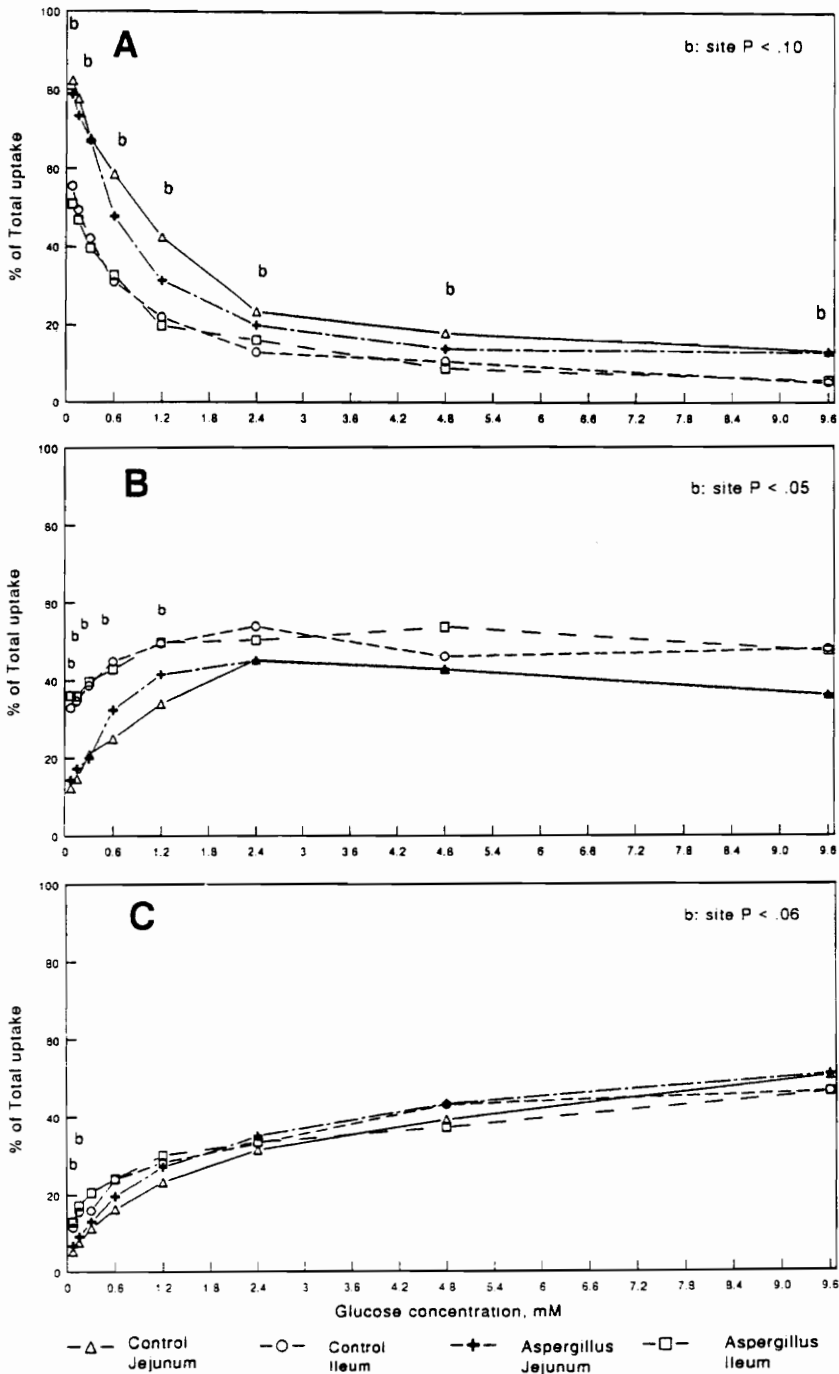 A
b: site P < .10
b
b
b
b
b
b
b
% of Total uptake
100
80
60
40
20
0
0 0.6 1.2 1.8 2.4 3 3.6 4.2 4.8 5.4 6 6.6 7.2 7.8 8.4 9.0 9.6
B
b: site P < .05
b
b
b
b
b
% of Total uptake
100
80
60
40
20
0
0 0.6 1.2 1.8 2.4 3 3.6 4.2 4.8 5.4 6 6.6 7.2 7.8 8.4 9.0 9.6
C
b: site P < .06
b
b
% of Total uptake
100
80
60
40
20
0
0 0.6 1.2 1.8 2.4 3 3.6 4.2 4.8 5.4 6 6.6 7.2 7.8 8.4 9.0 9.6
Glucose concentration, mM
Control
Jejunum
Control
Ileum
Aspergillus
Jejunum
Aspergillus
Ileum